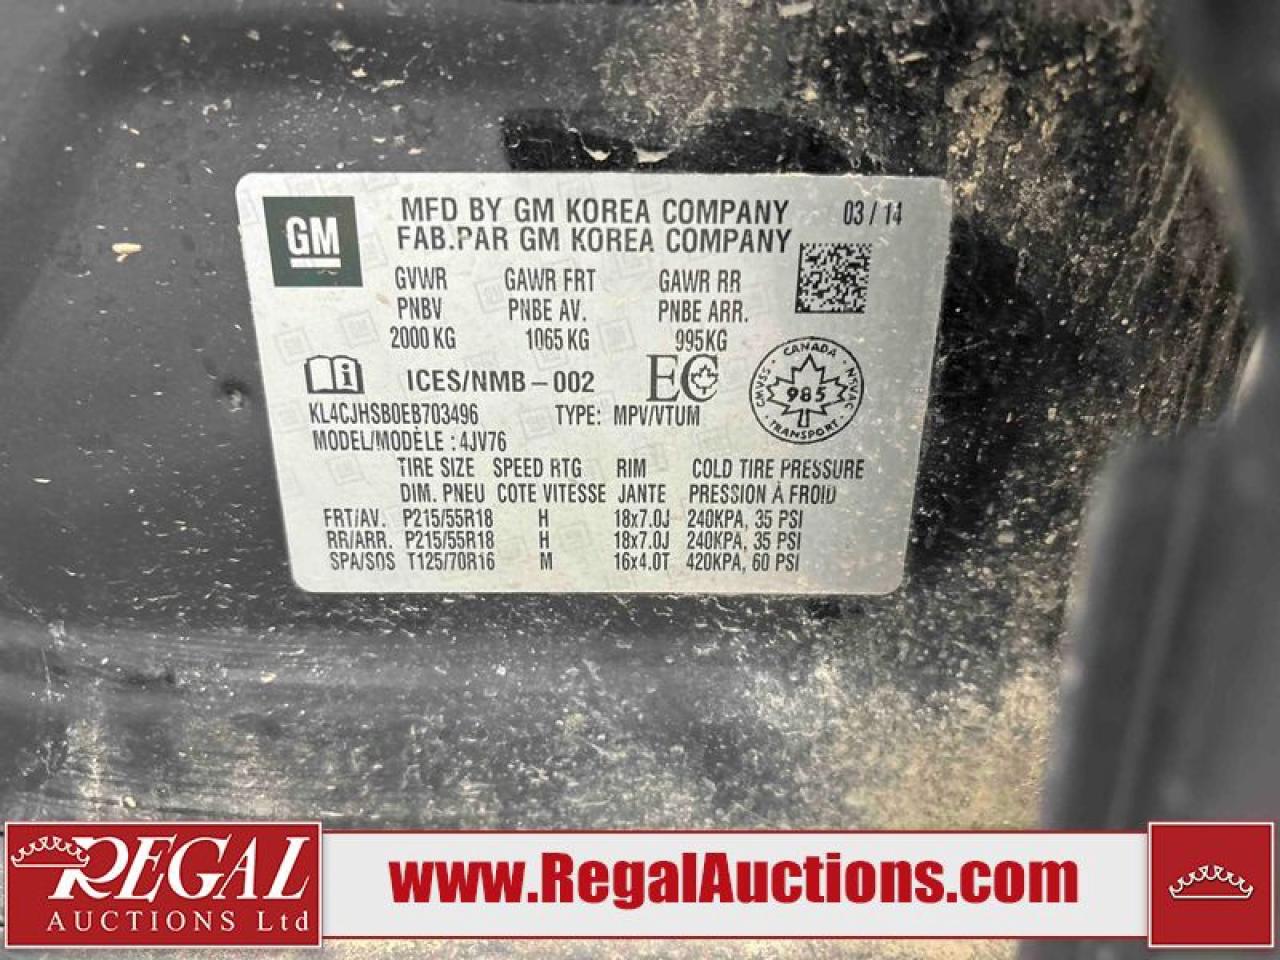 GM
MFD BY GM KOREA COMPANY 03/14
FAB.PAR GM KOREA COMPANY
GVWR GAWR FRT GAWR RR
PNBV PNBE AV. PNBE ARR.
2000 KG 1065 KG 995KG
ICES/NMB-002 EC
CANADA
CMVSS 985 NSVAC
TRANSPORT
KL4CJHSB0EB703496 TYPE: MPV/VTUM
MODEL/MODÈLE : 4JV76
TIRE SIZE SPEED RTG RIM COLD TIRE PRESSURE
DIM. PNEU COTE VITESSE JANTE PRESSION À FROID
FRT/AV. P215/55R18 H 18x7.0J 240KPA, 35 PSI
RR/ARR. P215/55R18 H 18x7.0J 240KPA, 35 PSI
SPA/SOS T125/70R16 M 16x4.0T 420KPA, 60 PSI
REGAL
AUCTIONS Ltd
www.RegalAuctions.com